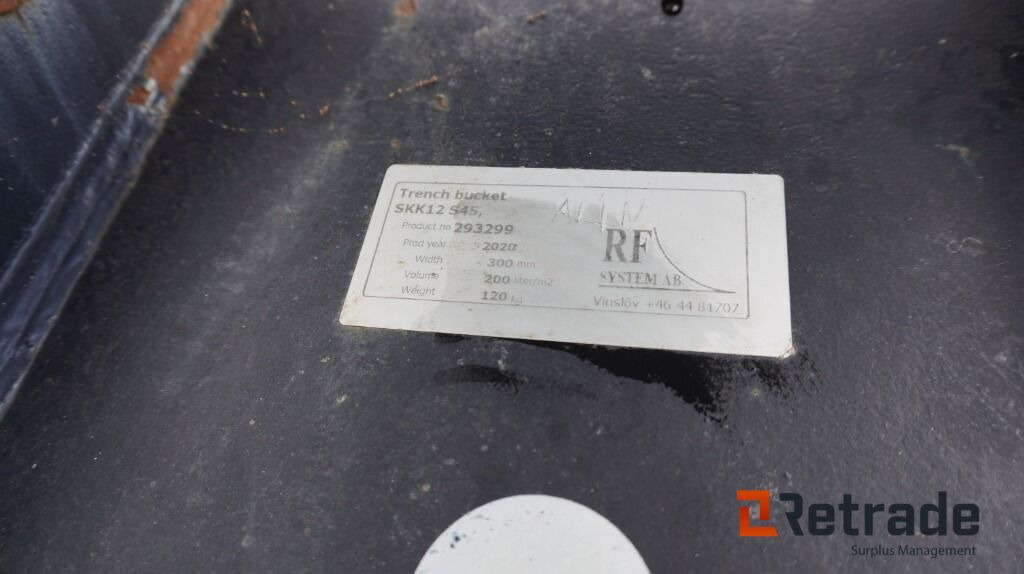 Trench bucket
SKK12 S45,
Product no 293299
Prod year 2020
Width 300 mm
Volume 200 liter/m2
Weight 120 kg
RF
SYSTEM AB
Vinslöv +46 44 81707
Retrade
Surplus Management